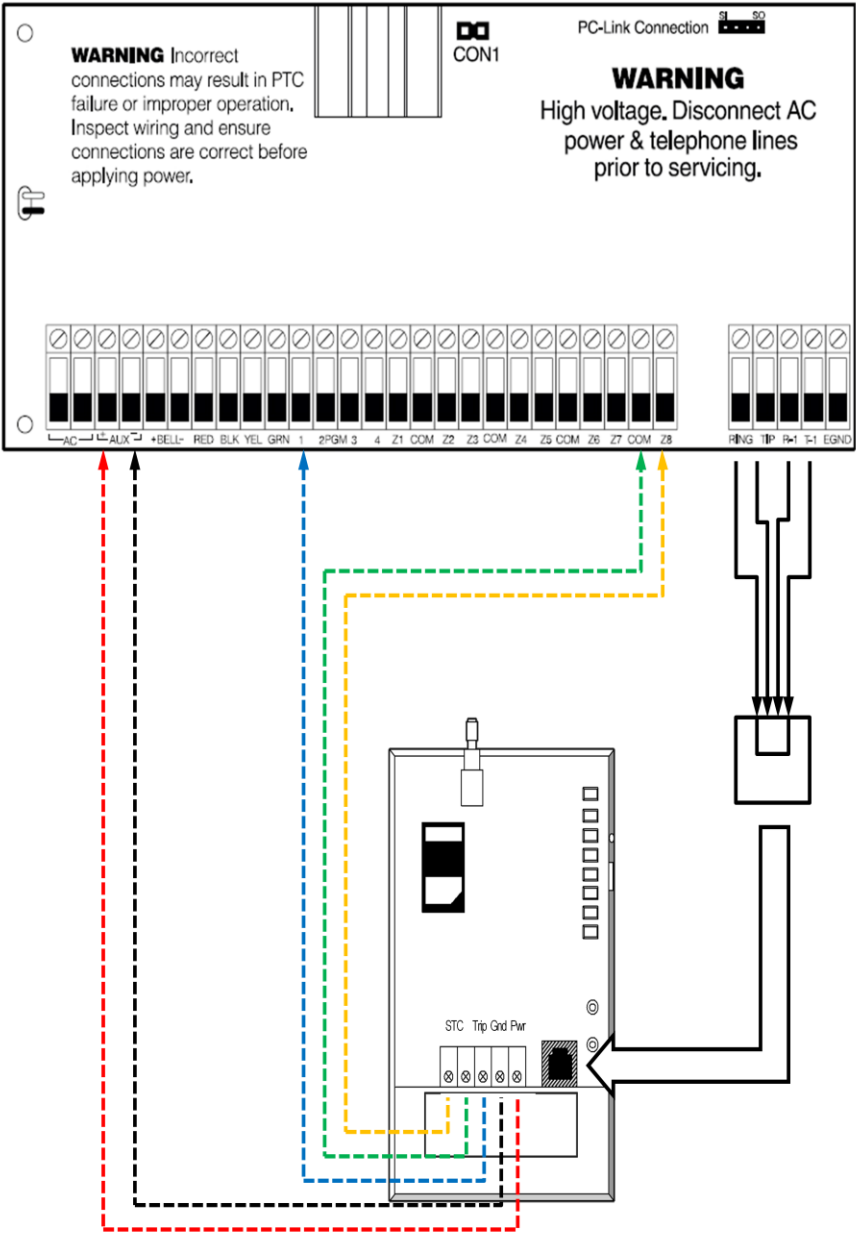 SI SO
PC-Link Connection
CON1
WARNING Incorrect
connections may result in PTC
failure or improper operation.
Inspect wiring and ensure
connections are correct before
applying power.
WARNING
High voltage. Disconnect AC
power & telephone lines
prior to servicing.
AC + AUX - +BELL- RED BLK YEL GRN 1 2PGM 3 4 Z1 COM Z2 Z3 COM Z4 Z5 COM Z6 Z7 COM Z8 RING TIP R-1 T-1 EGND
STC Trip Gnd Pwr